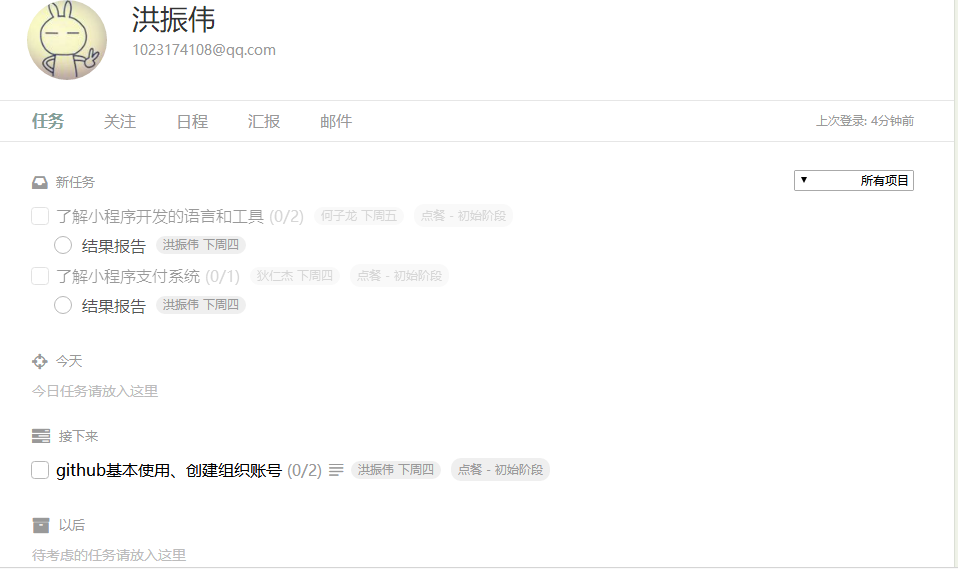 洪振伟
1023174108@qq.com
任务 关注 日程 汇报 邮件 上次登录: 4分钟前
新任务 ▼ 所有项目
了解小程序开发的语言和工具 (0/2) 何子龙 下周五 点餐 - 初始阶段
结果报告 洪振伟 下周四
了解小程序支付系统 (0/1) 狄仁杰 下周四 点餐 - 初始阶段
结果报告 洪振伟 下周四
今天
今日任务请放入这里
接下来
github基本使用、创建组织账号 (0/2) 洪振伟 下周四 点餐 - 初始阶段
以后
待考虑的任务请放入这里